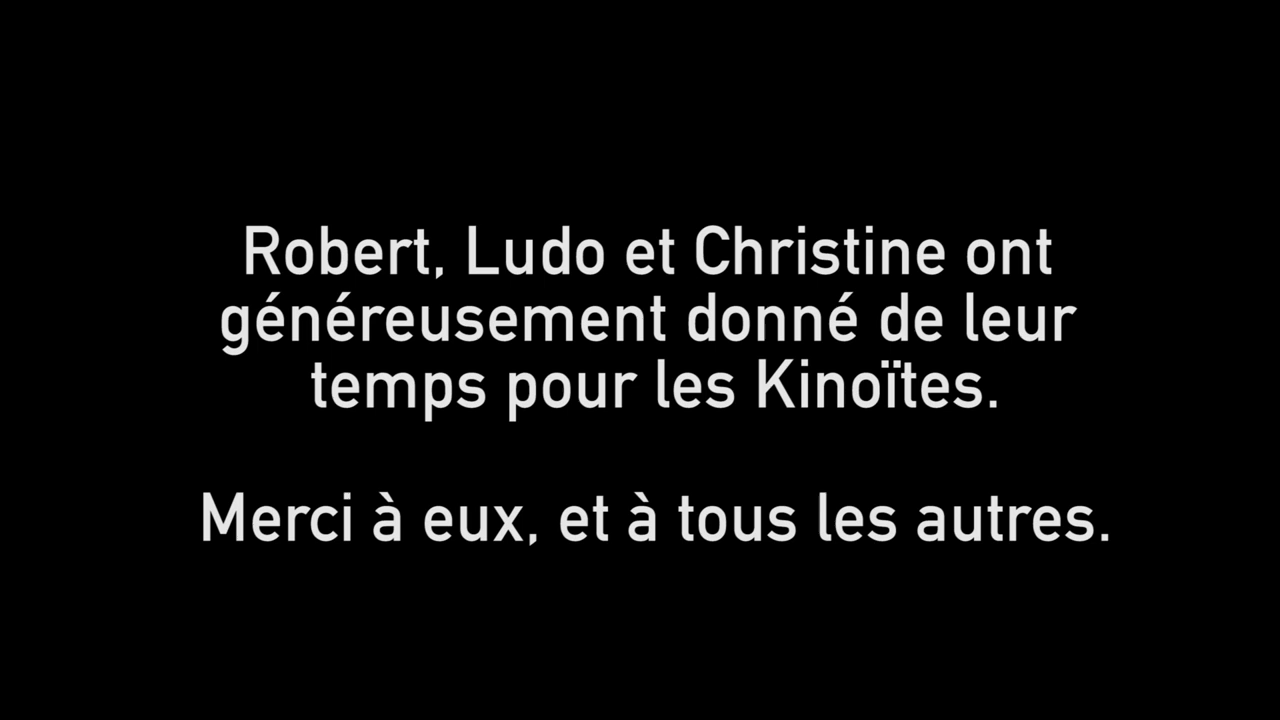 Robert, Ludo et Christine ont
généreusement donné de leur
temps pour les Kinoïtes.
Merci à eux, et à tous les autres.